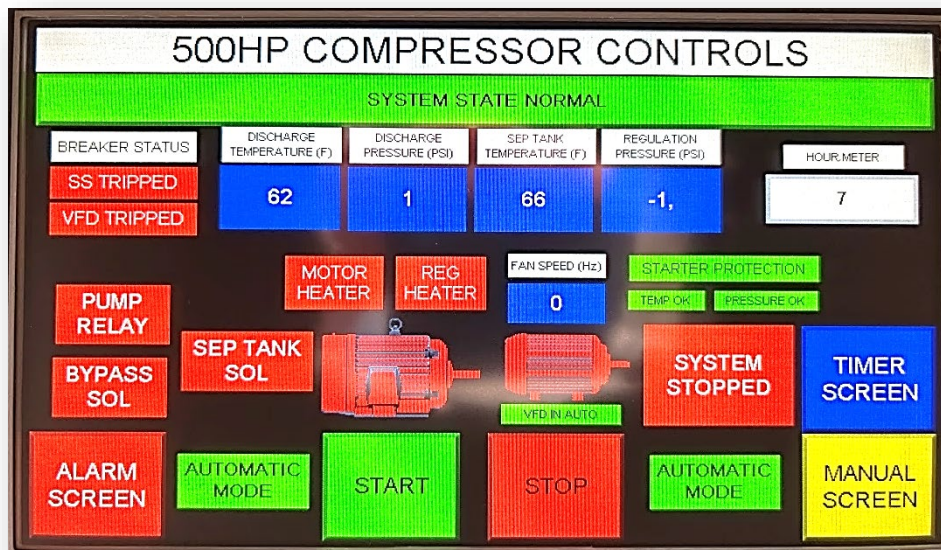 500HP COMPRESSOR CONTROLS
SYSTEM STATE NORMAL
BREAKER STATUS
SS TRIPPED
VFD TRIPPED
DISCHARGE
TEMPERATURE (F)
62
DISCHARGE
PRESSURE (PSI)
1
SEP TANK
TEMPERATURE (F)
66
REGULATION
PRESSURE (PSI)
-1,
HOUR METER
7
MOTOR
HEATER
REG
HEATER
FAN SPEED (Hz)
0
STARTER PROTECTION
TEMP OK
PRESSURE OK
PUMP
RELAY
BYPASS
SOL
SEP TANK
SOL
VFD IN AUTO
SYSTEM
STOPPED
TIMER
SCREEN
ALARM
SCREEN
AUTOMATIC
MODE
START
STOP
AUTOMATIC
MODE
MANUAL
SCREEN